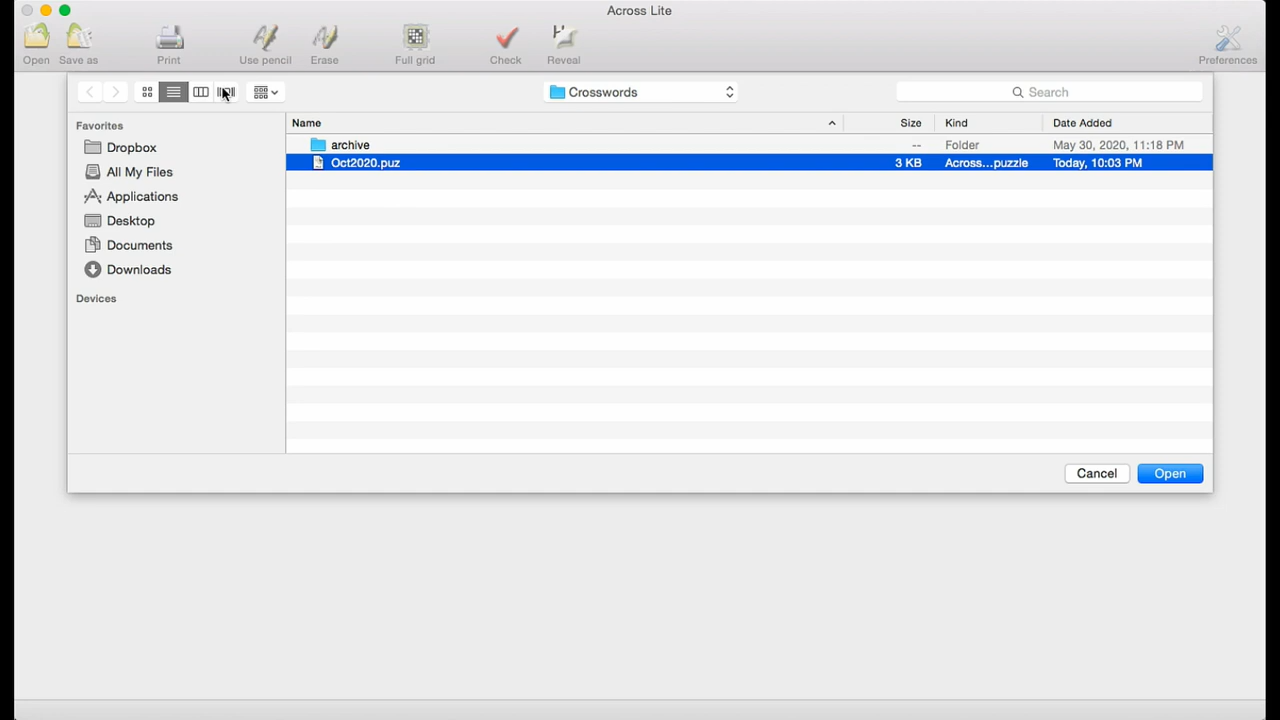 Across Lite
Open Save as Print Use pencil Erase Full grid Check Reveal Preferences
Crosswords Search
Favorites
Dropbox
All My Files
Applications
Desktop
Documents
Downloads
Devices
Name Size Kind Date Added
archive -- Folder May 30, 2020, 11:18 PM
Oct2020.puz 3 KB Across...puzzle Today, 10:03 PM
Cancel Open